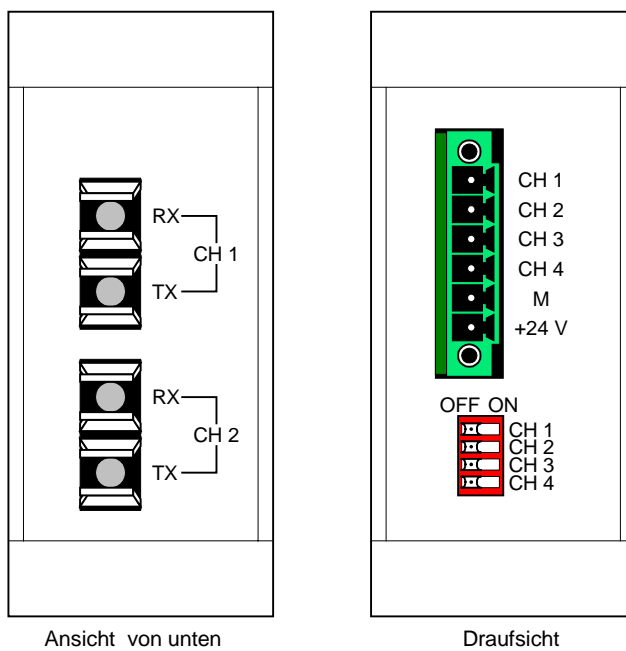 RX
CH 1
TX
RX
CH 2
TX
Ansicht von unten
CH 1
CH 2
CH 3
CH 4
M
+24 V
OFF ON
CH 1
CH 2
CH 3
CH 4
Draufsicht